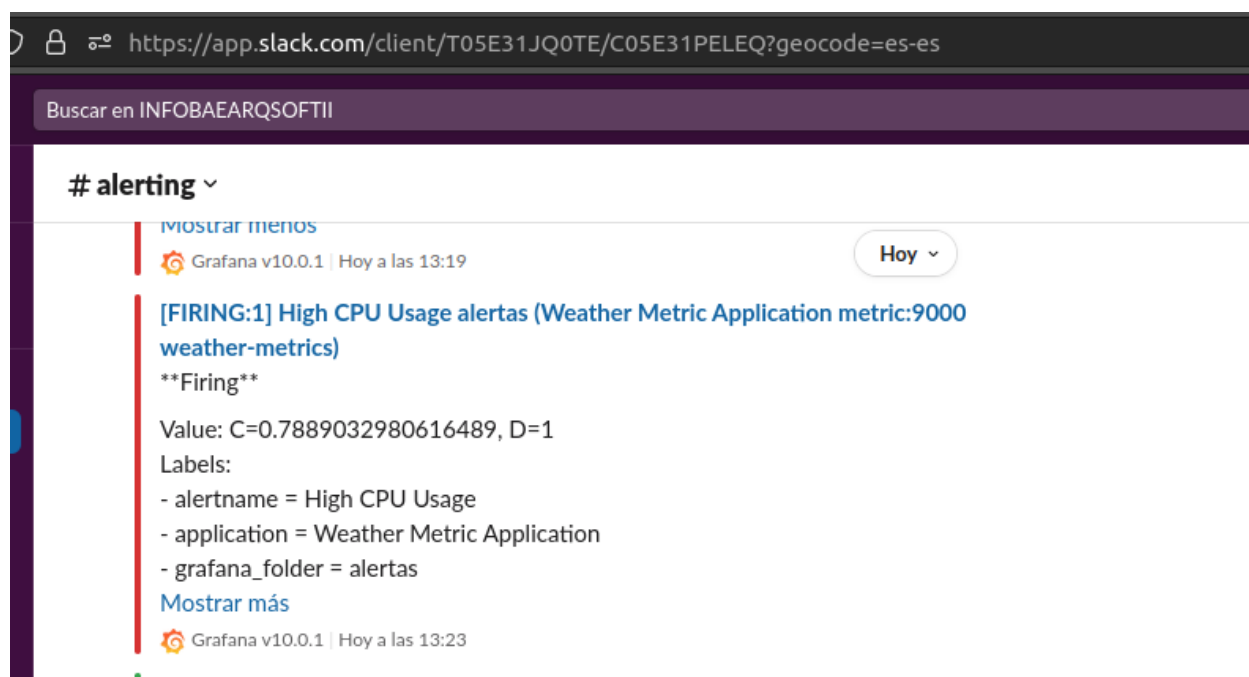 https://app.slack.com/client/T05E31JQ0TE/C05E31PELEQ?geocode=es-es
Buscar en INFOBAEARQSOFTII
# alerting
Mostrar menos
Grafana v10.0.1 | Hoy a las 13:19
Hoy
[FIRING:1] High CPU Usage alertas (Weather Metric Application metric:9000
weather-metrics)
**Firing**
Value: C=0.7889032980616489, D=1
Labels:
- alertname = High CPU Usage
- application = Weather Metric Application
- grafana_folder = alertas
Mostrar más
Grafana v10.0.1 | Hoy a las 13:23